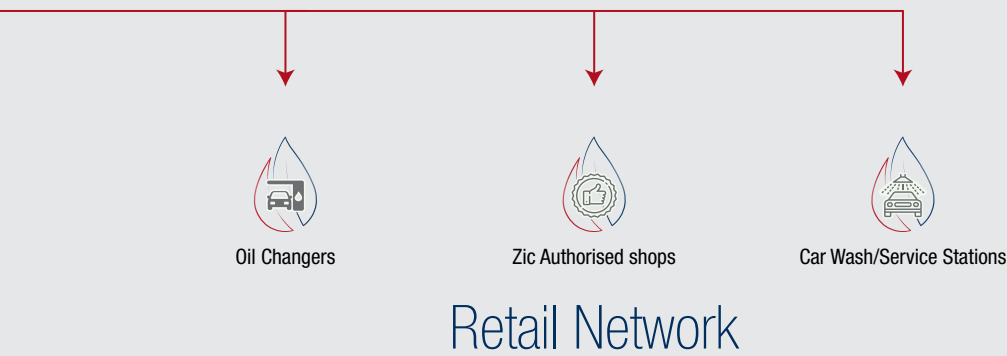 Oil Changers
Zic Authorised shops
Car Wash/Service Stations
Retail Network